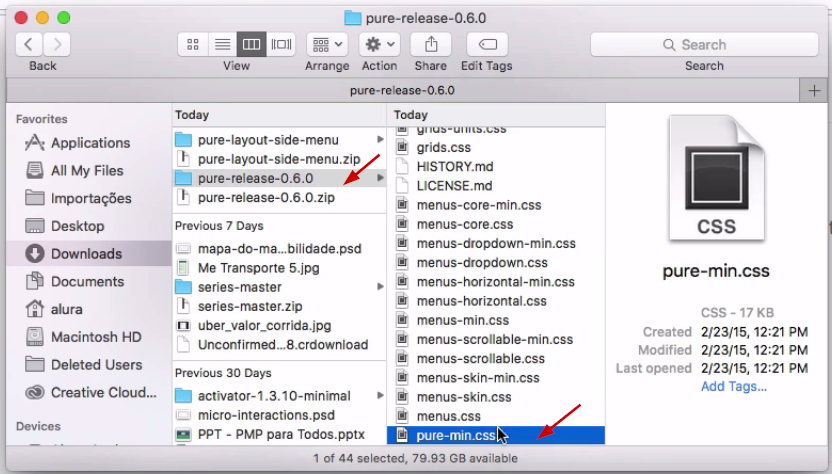 pure-release-0.6.0
Back
View
Arrange
Action
Share
Edit Tags
Search
Search
pure-release-0.6.0
Favorites
Applications
All My Files
Importações
Desktop
Downloads
Documents
alura
Macintosh HD
Deleted Users
Creative Cloud...
Devices
Today
pure-layout-side-menu
pure-layout-side-menu.zip
pure-release-0.6.0
pure-release-0.6.0.zip
Previous 7 Days
mapa-do-ma...bilidade.psd
Me Transporte 5.jpg
series-master
series-master.zip
uber_valor_corrida.jpg
Unconfirmed...8.crdownload
Previous 30 Days
activator-1.3.10-minimal
micro-interactions.psd
PPT - PMP para Todos.pptx
Today
grids-units.css
grids.css
HISTORY.md
LICENSE.md
menus-core-min.css
menus-core.css
menus-dropdown-min.css
menus-dropdown.css
menus-horizontal-min.css
menus-horizontal.css
menus-min.css
menus-scrollable-min.css
menus-scrollable.css
menus-skin-min.css
menus-skin.css
menus.css
pure-min.css
CSS
pure-min.css
CSS - 17 KB
Created 2/23/15, 12:21 PM
Modified 2/23/15, 12:21 PM
Last opened 2/23/15, 12:21 PM
Add Tags...
1 of 44 selected, 79.93 GB available